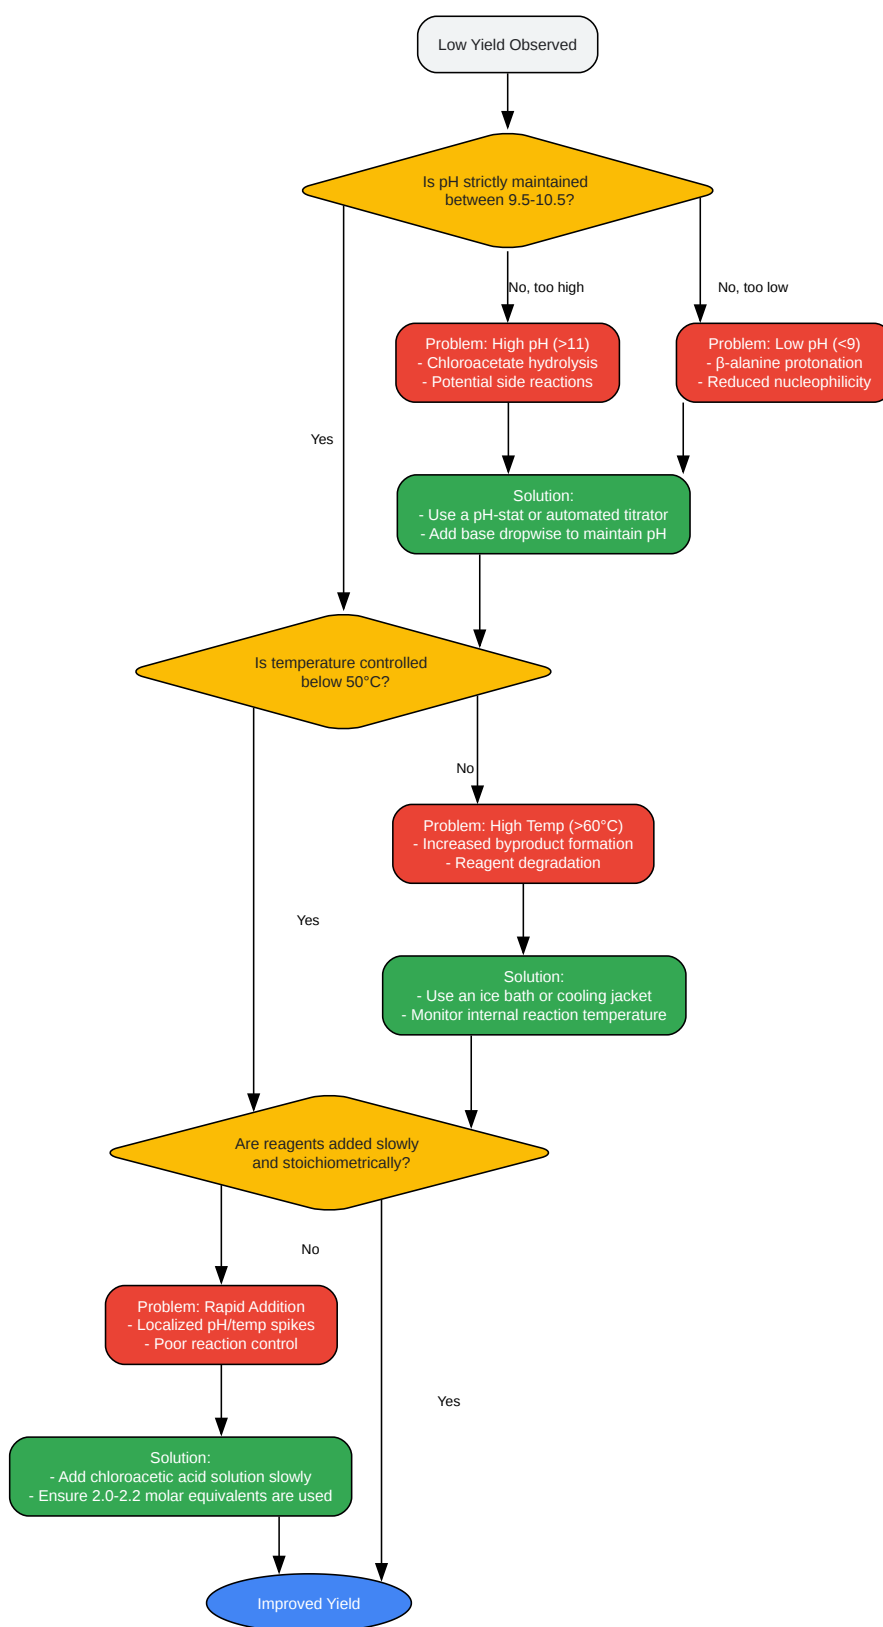 Low Yield Observed
Is pH strictly maintained
between 9.5-10.5?
No, too high
No, too low
Problem: High pH (>11)
- Chloroacetate hydrolysis
- Potential side reactions
Problem: Low pH (<9)
- β-alanine protonation
- Reduced nucleophilicity
Yes
Solution:
- Use a pH-stat or automated titrator
- Add base dropwise to maintain pH
Is temperature controlled
below 50°C?
No
Problem: High Temp (>60°C)
- Increased byproduct formation
- Reagent degradation
Yes
Solution:
- Use an ice bath or cooling jacket
- Monitor internal reaction temperature
Are reagents added slowly
and stoichiometrically?
No
Problem: Rapid Addition
- Localized pH/temp spikes
- Poor reaction control
Yes
Solution:
- Add chloroacetic acid solution slowly
- Ensure 2.0-2.2 molar equivalents are used
Improved Yield